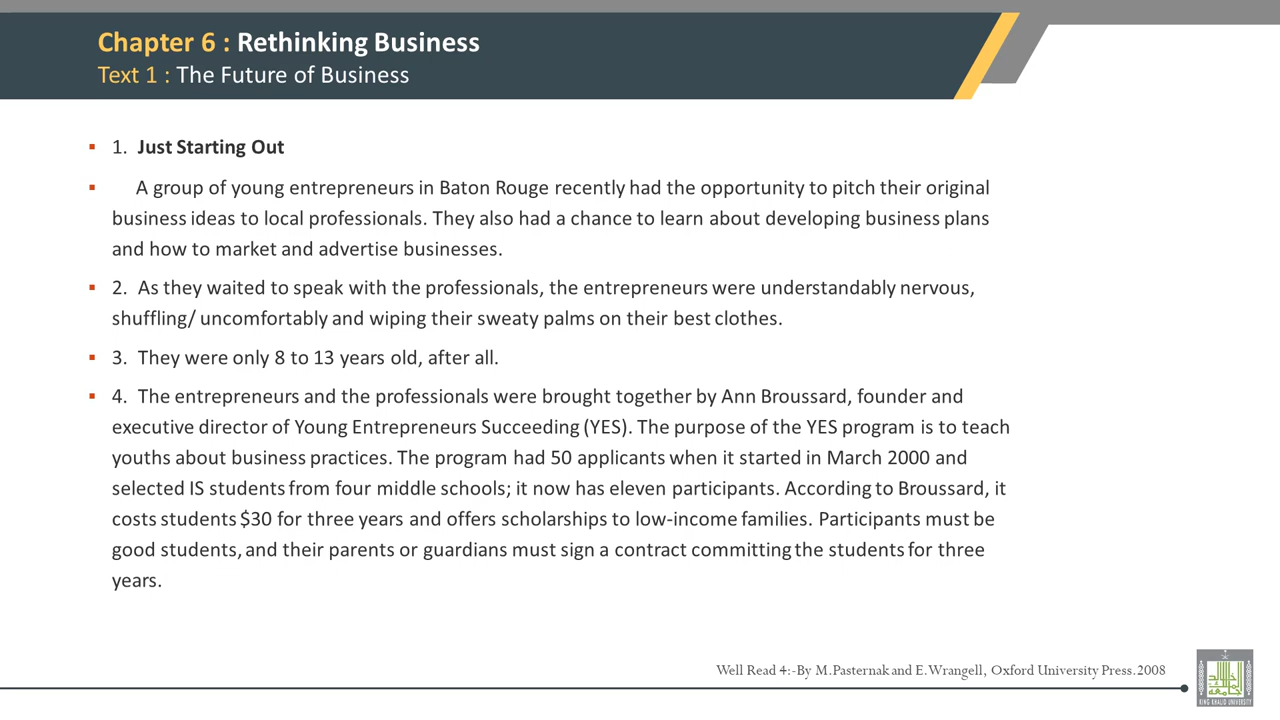 Chapter 6 : Rethinking Business
Text 1 : The Future of Business
▪ 1. Just Starting Out
▪ A group of young entrepreneurs in Baton Rouge recently had the opportunity to pitch their original
business ideas to local professionals. They also had a chance to learn about developing business plans
and how to market and advertise businesses.
▪ 2. As they waited to speak with the professionals, the entrepreneurs were understandably nervous,
shuffling/ uncomfortably and wiping their sweaty palms on their best clothes.
▪ 3. They were only 8 to 13 years old, after all.
▪ 4. The entrepreneurs and the professionals were brought together by Ann Broussard, founder and
executive director of Young Entrepreneurs Succeeding (YES). The purpose of the YES program is to teach
youths about business practices. The program had 50 applicants when it started in March 2000 and
selected IS students from four middle schools; it now has eleven participants. According to Broussard, it
costs students $30 for three years and offers scholarships to low-income families. Participants must be
good students, and their parents or guardians must sign a contract committing the students for three
years.
Well Read 4:-By M.Pasternak and E.Wrangell, Oxford University Press.2008
KING KHALID UNIVERSITY